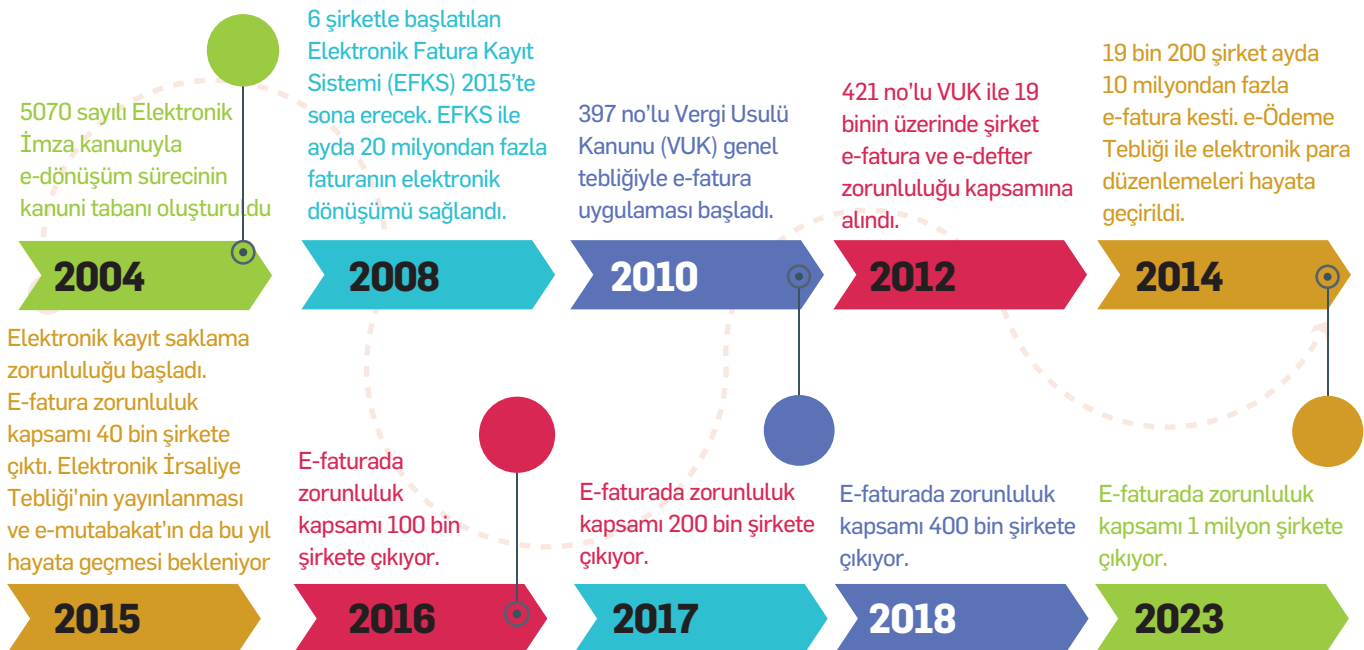 5070 sayılı Elektronik
İmza kanunuyla
e-dönüşüm sürecinin
kanuni tabanı oluşturuldu
2004
6 şirketle başlatılan
Elektronik Fatura Kayıt
Sistemi (EFKS) 2015'te
sona erecek. EFKS ile
ayda 20 milyondan fazla
faturanın elektronik
dönüşümü sağlandı.
2008
397 no'lu Vergi Usulü
Kanunu (VUK) genel
tebliğiyle e-fatura
uygulaması başladı.
2010
421 no'lu VUK ile 19
binin üzerinde şirket
e-fatura ve e-defter
zorunluluğu kapsamına
alındı.
2012
19 bin 200 şirket ayda
10 milyondan fazla
e-fatura kesti. e-Ödeme
Tebliği ile elektronik para
düzenlemeleri hayata
geçirildi.
2014
Elektronik kayıt saklama
zorunluluğu başladı.
E-fatura zorunluluk
kapsamı 40 bin şirkete
çıktı. Elektronik İrsaliye
Tebliği'nin yayınlanması
ve e-mutabakat'ın da bu yıl
hayata geçmesi bekleniyor
2015
E-faturada
zorunluluk
kapsamı 100 bin
şirkete çıkıyor.
2016
E-faturada zorunluluk
kapsamı 200 bin şirkete
çıkıyor.
2017
E-faturada zorunluluk
kapsamı 400 bin şirkete
çıkıyor.
2018
E-faturada zorunluluk
kapsamı 1 milyon şirkete
çıkıyor.
2023